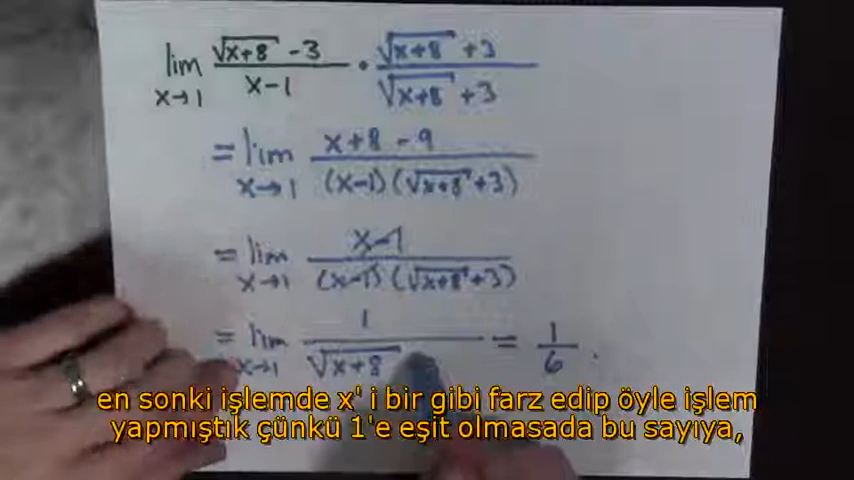 lim x→1 (√(x+8) - 3)/(x-1) · (√(x+8) + 3)/(√(x+8) + 3)
= lim x→1 (x+8-9)/((x-1)(√(x+8)+3))
= lim x→1 (x-1)/((x-1)(√(x+8)+3))
= lim x→1 1/(√(x+8) = 1/6.
en sonki işlemde x' i bir gibi farz edip öyle işlem
yapmıştık çünkü 1'e eşit olmasada bu sayıya,